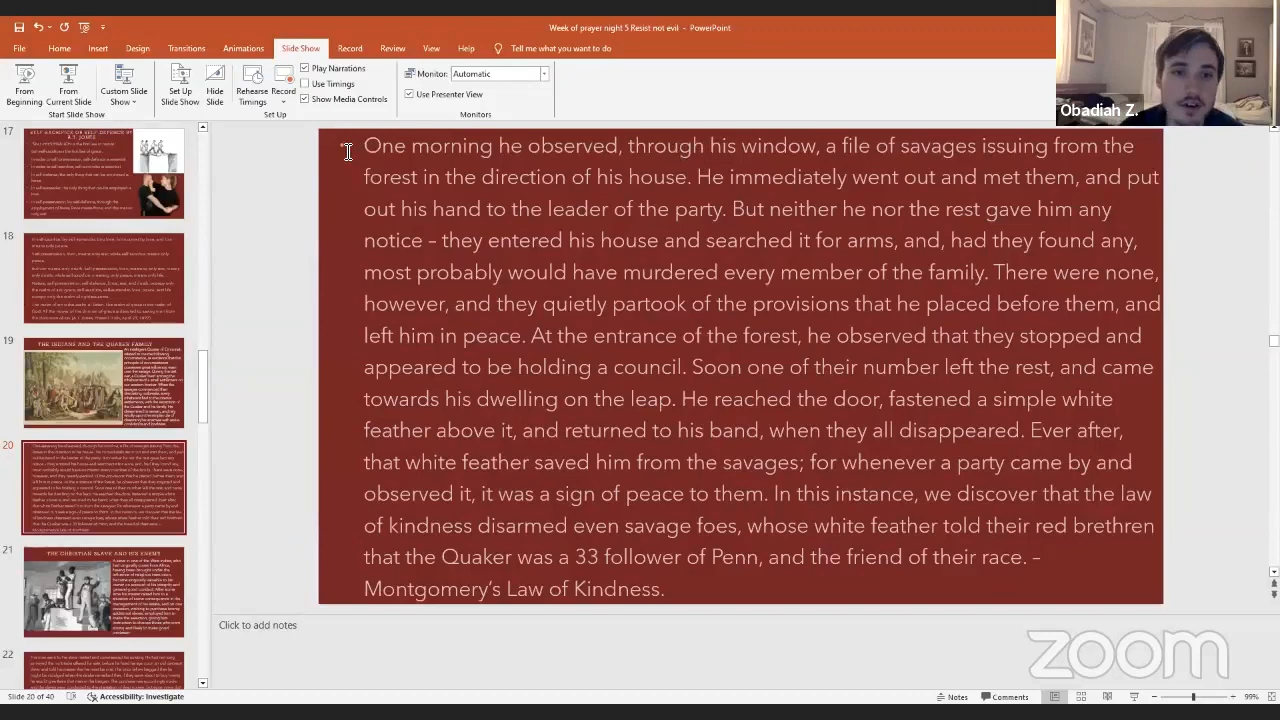 Week of prayer night 5 Resist not evil - PowerPoint
File Home Insert Design Transitions Animations Slide Show Record Review View Help Tell me what you want to do
From Beginning
From Current Slide
Custom Slide Show
Set Up Slide Show
Hide Slide
Rehearse Timings
Record
Play Narrations
Use Timings
Show Media Controls
Monitor: Automatic
Use Presenter View
Start Slide Show
Set Up
Monitors
Obadiah Z.
17
18
19
THE INDIANS AND THE QUAKER FAMILY
20
21
THE CHRISTIAN SLAVE AND HIS ENEMY
22
One morning he observed, through his window, a file of savages issuing from the
forest in the direction of his house. He immediately went out and met them, and put
out his hand to the leader of the party. But neither he nor the rest gave him any
notice – they entered his house and searched it for arms, and, had they found any,
most probably would have murdered every member of the family. There were none,
however, and they quietly partook of the provisions that he placed before them, and
left him in peace. At the entrance of the forest, he observed that they stopped and
appeared to be holding a council. Soon one of their number left the rest, and came
towards his dwelling on the leap. He reached the door, fastened a simple white
feather above it, and returned to his band, when they all disappeared. Ever after,
that white feather saved him from the savages; for whenever a party came by and
observed it, it was a sign of peace to them. In this instance, we discover that the law
of kindness disarmed even savage foes, whose white feather told their red brethren
that the Quaker was a 33 follower of Penn, and the friend of their race. –
Montgomery's Law of Kindness.
Click to add notes
zoom
Slide 20 of 40
Accessibility: Investigate
Notes
Comments
99%